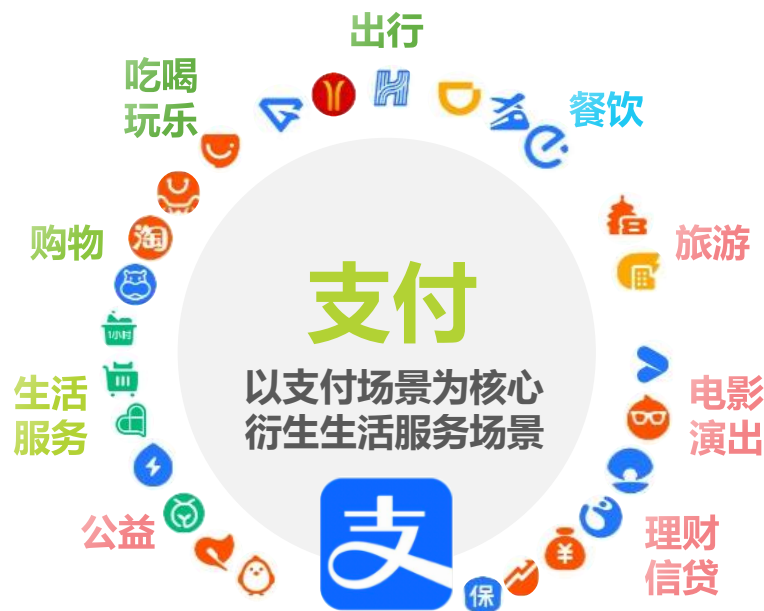 出行
吃喝
玩乐
餐饮
购物
淘
旅游
支付
1小时
以支付场景为核心
衍生生活服务场景
生活
服务
电影
演出
公益
理财
信贷
支
保